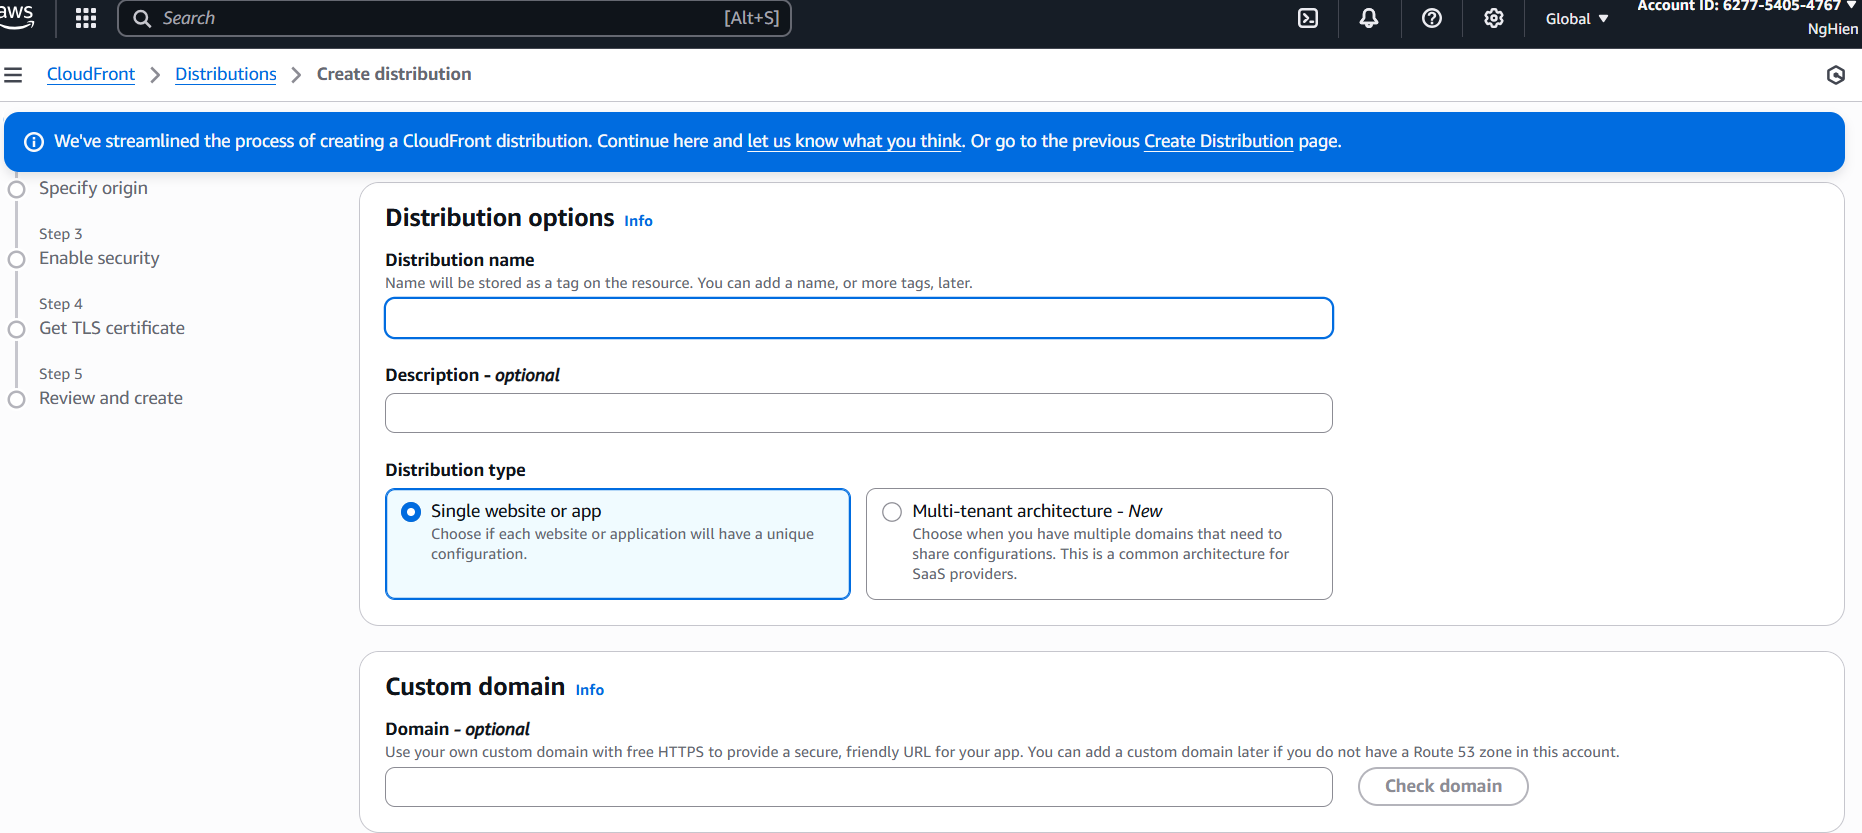 aws
Search
[Alt+S]
Global
Account ID: 6277-5405-4767
NgHien
CloudFront
Distributions
Create distribution
We've streamlined the process of creating a CloudFront distribution. Continue here and let us know what you think. Or go to the previous Create Distribution page.
Specify origin
Step 3
Enable security
Step 4
Get TLS certificate
Step 5
Review and create
Distribution options Info
Distribution name
Name will be stored as a tag on the resource. You can add a name, or more tags, later.
Description - optional
Distribution type
Single website or app
Choose if each website or application will have a unique
configuration.
Multi-tenant architecture - New
Choose when you have multiple domains that need to
share configurations. This is a common architecture for
SaaS providers.
Custom domain Info
Domain - optional
Use your own custom domain with free HTTPS to provide a secure, friendly URL for your app. You can add a custom domain later if you do not have a Route 53 zone in this account.
Check domain